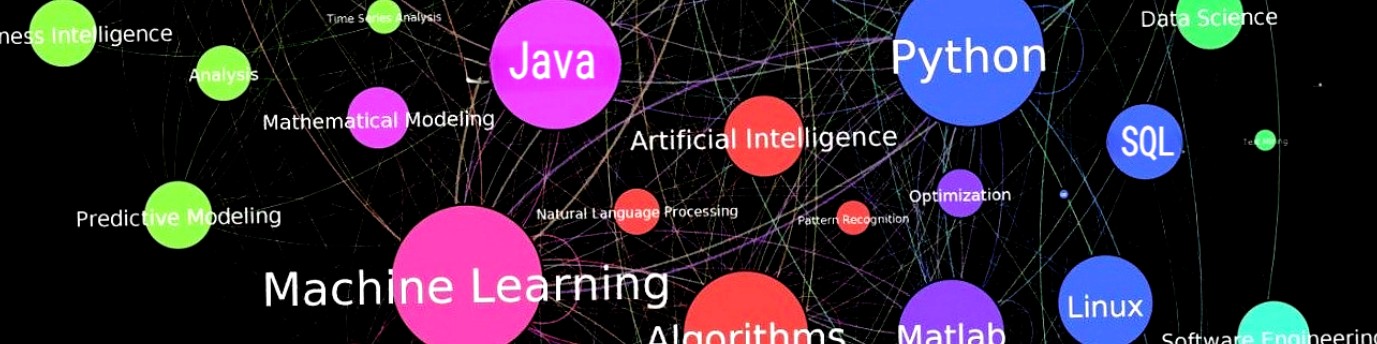 ness Intelligence
Time Series Analysis
Data Science
Java
Python
Analysis
Mathematical Modeling
Artificial Intelligence
SQL
Optimization
Predictive Modeling
Natural Language Processing
Pattern Recognition
Machine Learning
Linux
Algorithms
Matlab
Software Engineering